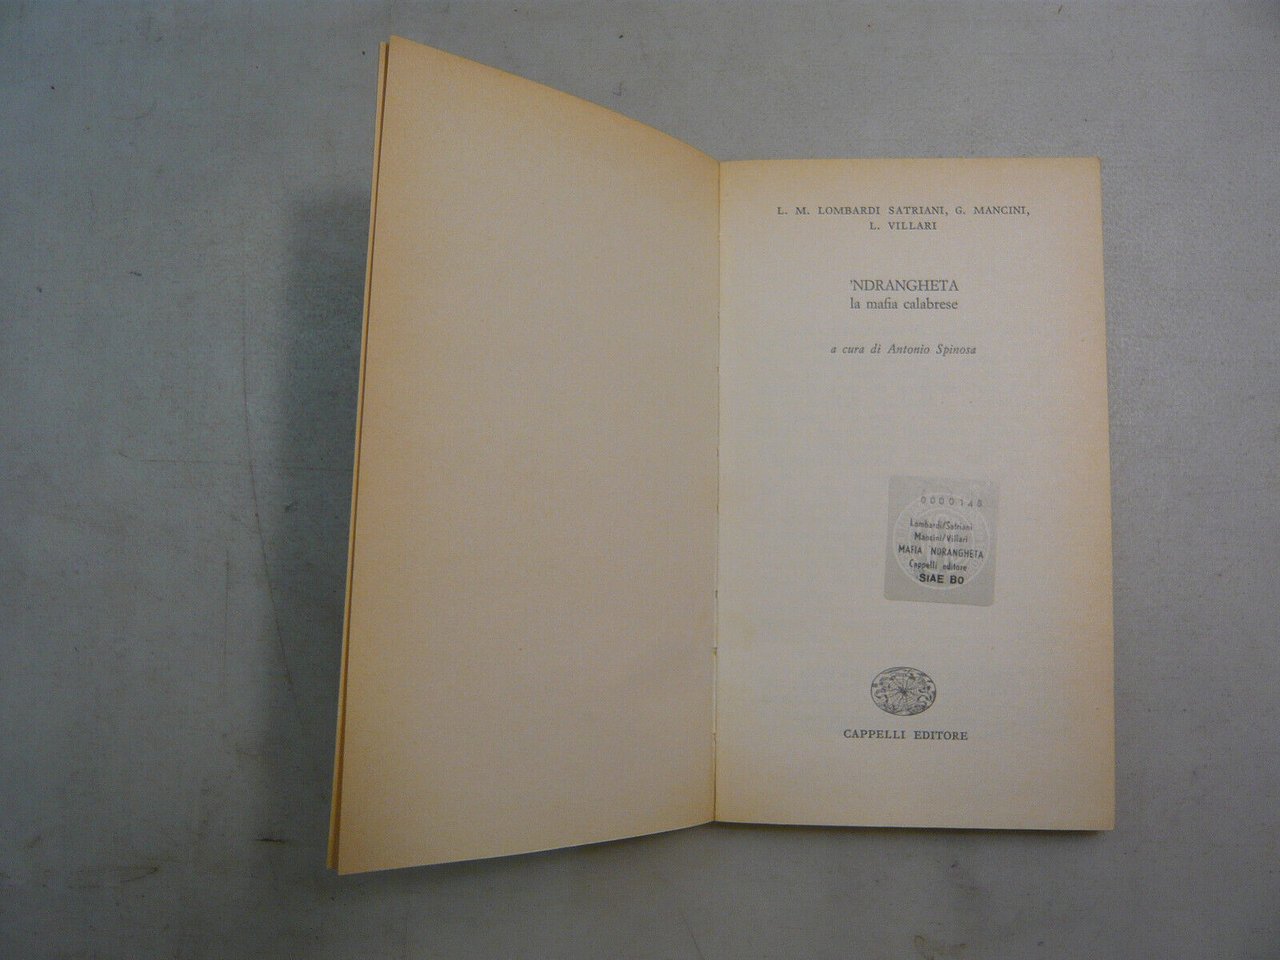 L. M. LOMBARDI SATRIANI, G. MANCINI,
L. VILLARI
'NDRANGHETA
la mafia calabrese
a cura di Antonio Spinosa
0000148
Lombardi/Satriani
Mancini/Villari
MAFIA NDRANGHETA
Cappelli editore
SIAE BO
CAPPELLI EDITORE